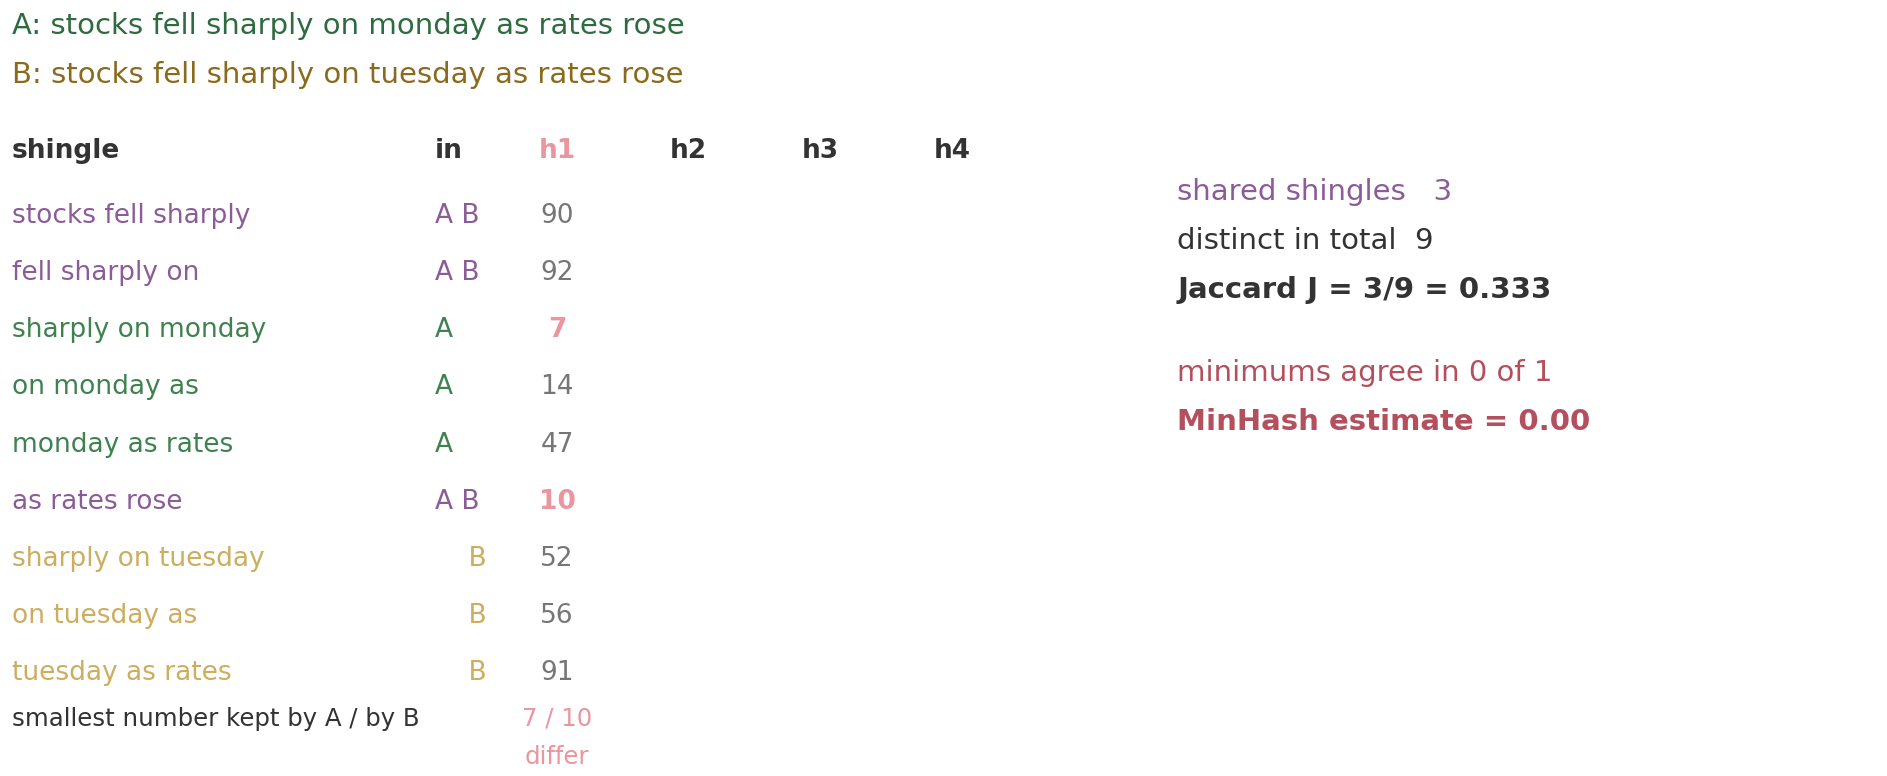 A: stocks fell sharply on monday as rates rose
B: stocks fell sharply on tuesday as rates rose
shingle in h1 h2 h3 h4
stocks fell sharply A B 90
fell sharply on A B 92
sharply on monday A 7
on monday as A 14
monday as rates A 47
as rates rose A B 10
sharply on tuesday B 52
on tuesday as B 56
tuesday as rates B 91
smallest number kept by A / by B 7 / 10
differ
shared shingles 3
distinct in total 9
Jaccard J = 3/9 = 0.333
minimums agree in 0 of 1
MinHash estimate = 0.00